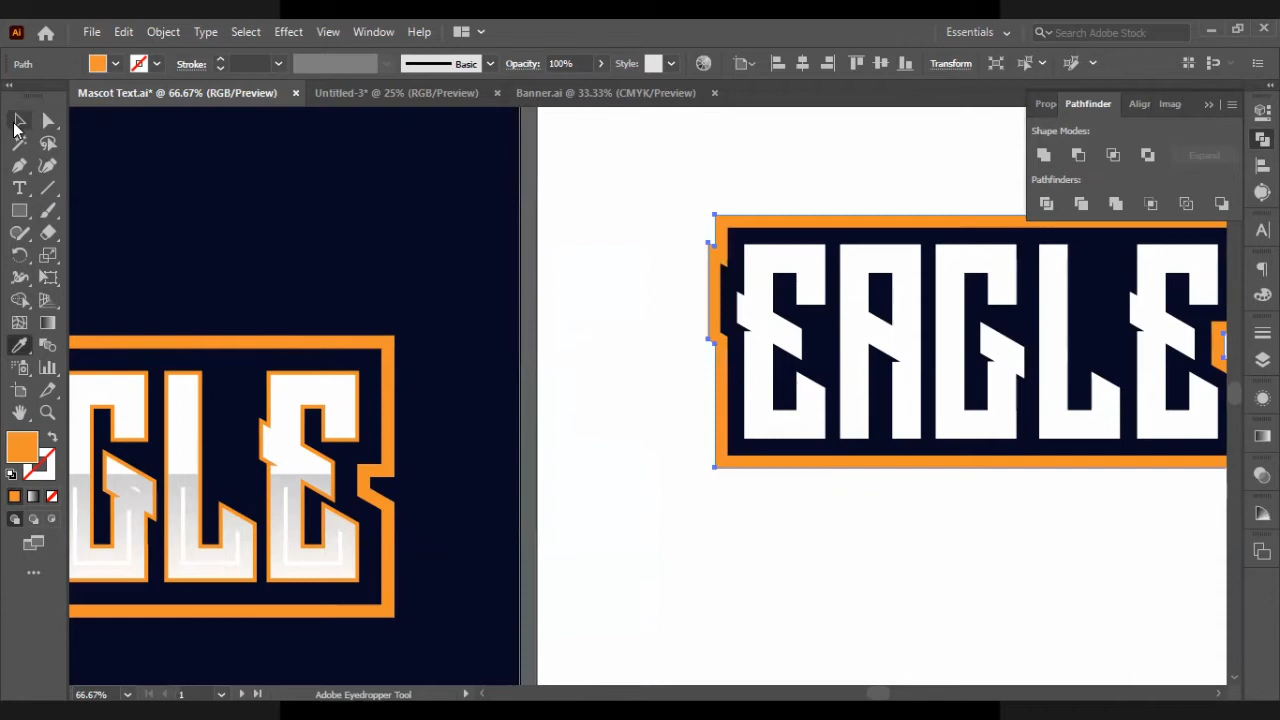 Ai File Edit Object Type Select Effect View Window Help Essentials Search Adobe Stock
Path Stroke: Basic Opacity: 100% Style: Transform
Mascot Text.ai* @ 66.67% (RGB/Preview) × Untitled-3* @ 25% (RGB/Preview) × Banner.ai @ 33.33% (CMYK/Preview) ×
Prop Pathfinder Aligr Imag
Shape Modes:
Expand
Pathfinders:
EAGLE
GLE
66.67% 1 Adobe Eyedropper Tool